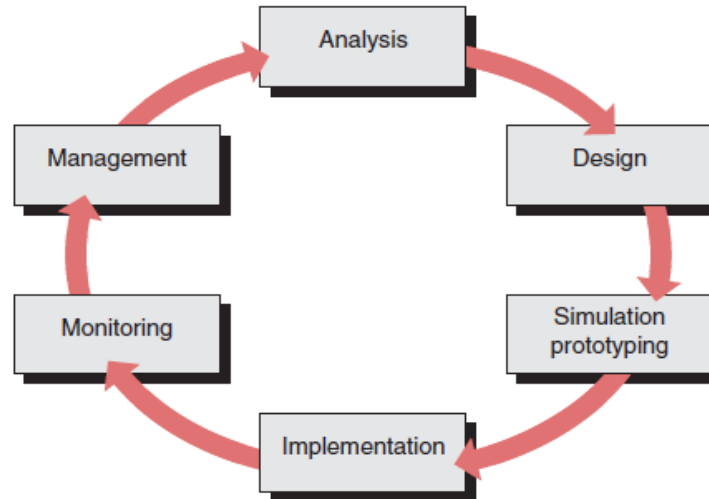 Analysis
Management
Design
Monitoring
Simulation
prototyping
Implementation